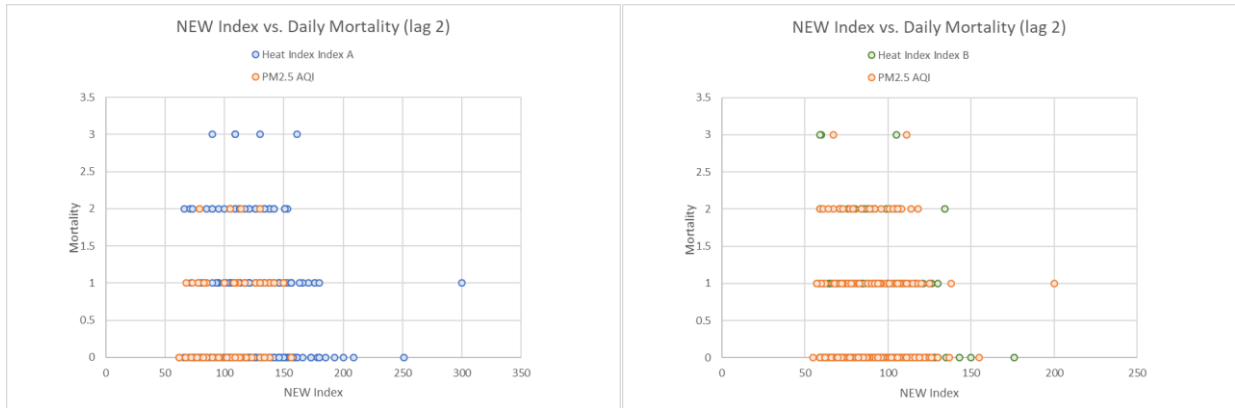 NEW Index vs. Daily Mortality (lag 2)
Heat Index Index A
PM2.5 AQI
3.5
3
2.5
2
1.5
1
0.5
0
Mortality
0 50 100 150 200 250 300 350
NEW Index
NEW Index vs. Daily Mortality (lag 2)
Heat Index Index B
PM2.5 AQI
3.5
3
2.5
2
1.5
1
0.5
0
Mortality
0 50 100 150 200 250
NEW Index